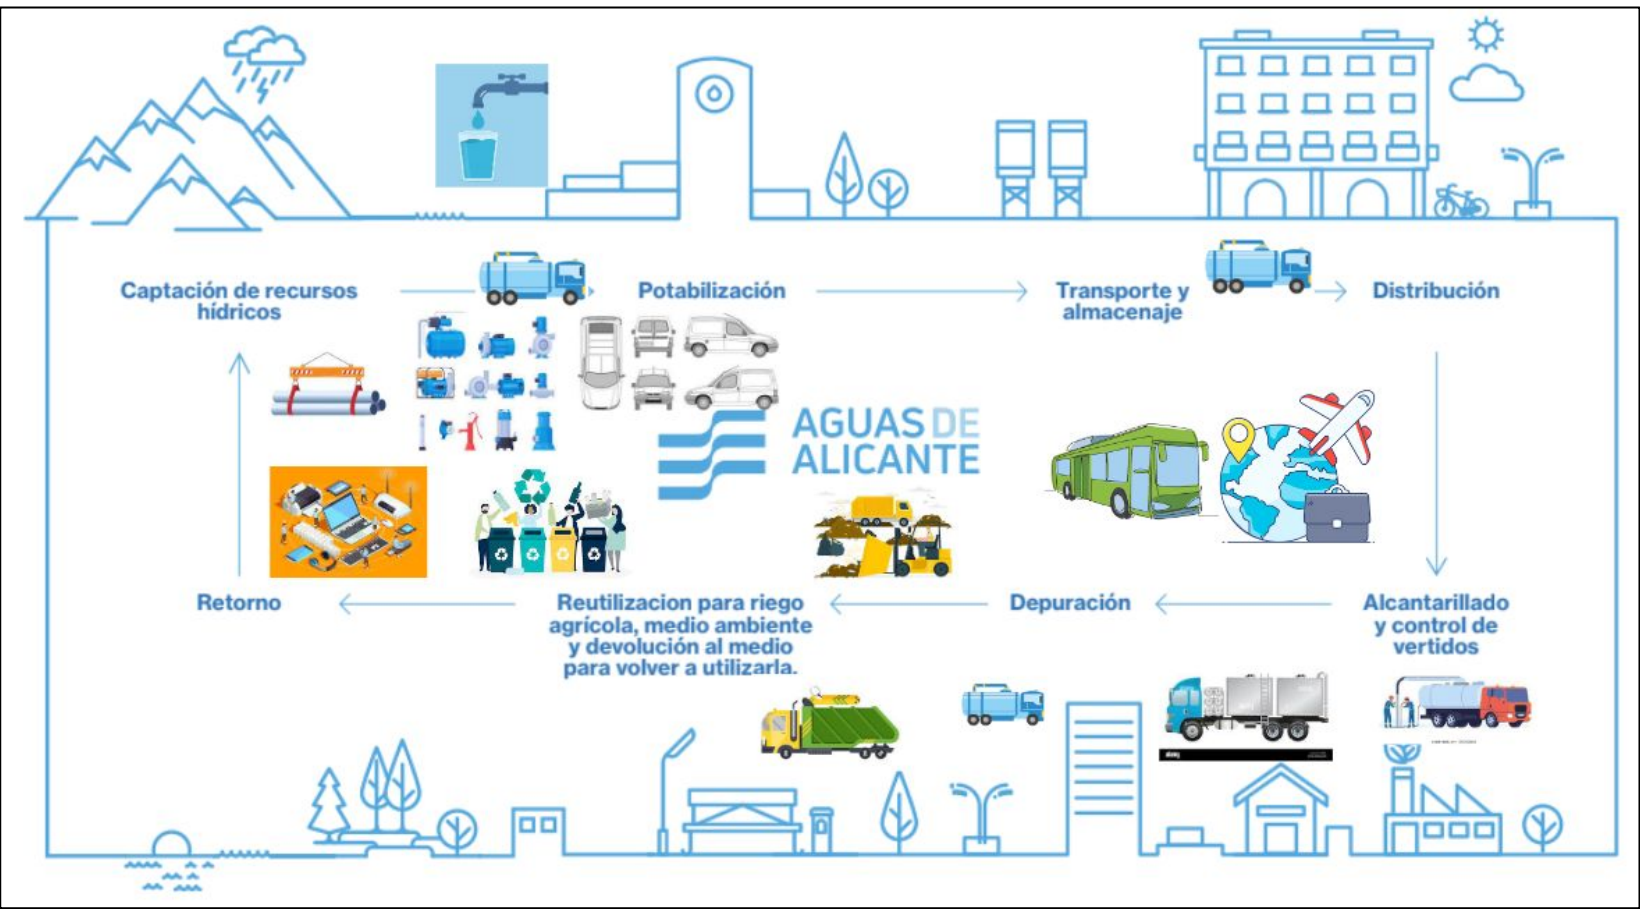 Captación de recursos
hídricos
Potabilización
Transporte y
almacenaje
Distribución
AGUAS DE
ALICANTE
Retorno
Reutilizacion para riego
agrícola, medio ambiente
y devolución al medio
para volver a utilizarla.
Depuración
Alcantarillado
y control de
vertidos